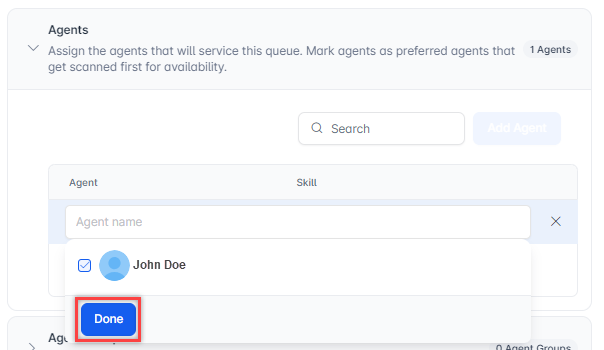 Agents
Assign the agents that will service this queue. Mark agents as preferred agents that
get scanned first for availability.
1 Agents
Search
Add Agent
Agent Skill
Agent name
John Doe
Done
0 Agent Groups